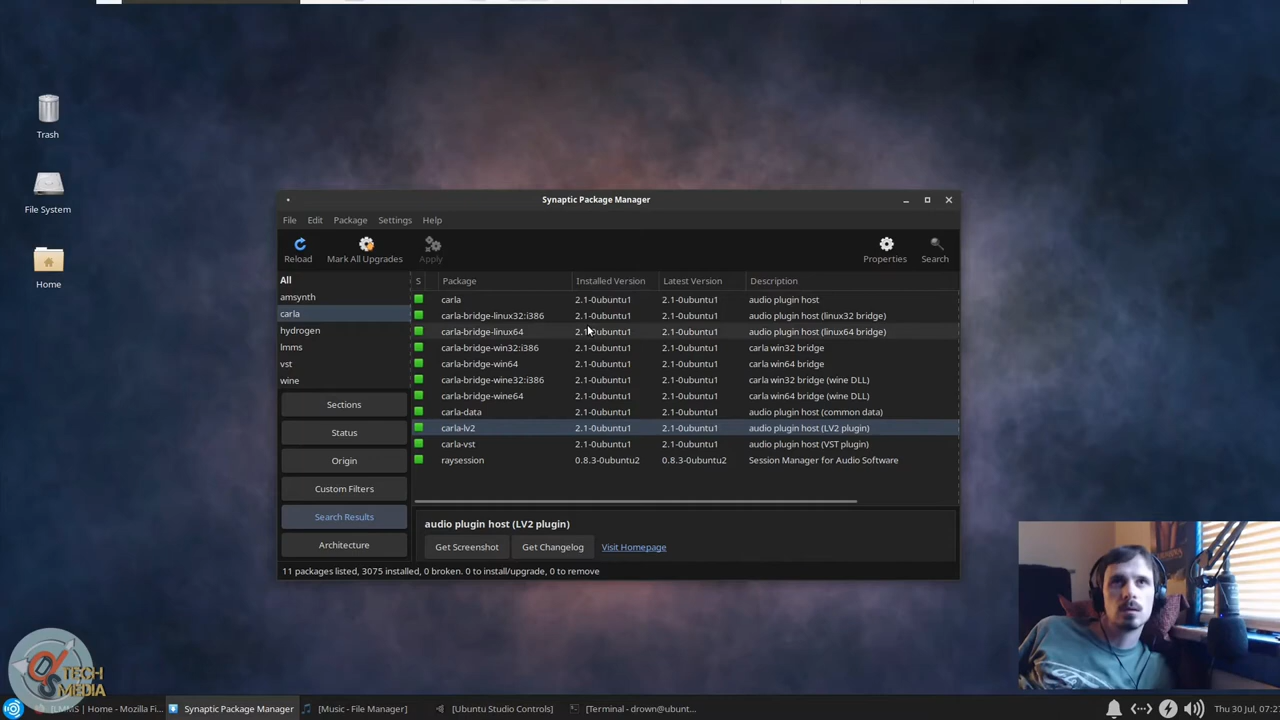 Trash
File System
Home
Synaptic Package Manager
File Edit Package Settings Help
Reload Mark All Upgrades Apply Properties Search
All
amsynth
carla
hydrogen
lmms
vst
wine
Sections
Status
Origin
Custom Filters
Search Results
Architecture
S Package Installed Version Latest Version Description
carla 2.1-0ubuntu1 2.1-0ubuntu1 audio plugin host
carla-bridge-linux32:i386 2.1-0ubuntu1 2.1-0ubuntu1 audio plugin host (linux32 bridge)
carla-bridge-linux64 2.1-0ubuntu1 2.1-0ubuntu1 audio plugin host (linux64 bridge)
carla-bridge-win32:i386 2.1-0ubuntu1 2.1-0ubuntu1 carla win32 bridge
carla-bridge-win64 2.1-0ubuntu1 2.1-0ubuntu1 carla win64 bridge
carla-bridge-wine32:i386 2.1-0ubuntu1 2.1-0ubuntu1 carla win32 bridge (wine DLL)
carla-bridge-wine64 2.1-0ubuntu1 2.1-0ubuntu1 carla win64 bridge (wine DLL)
carla-data 2.1-0ubuntu1 2.1-0ubuntu1 audio plugin host (common data)
carla-lv2 2.1-0ubuntu1 2.1-0ubuntu1 audio plugin host (LV2 plugin)
carla-vst 2.1-0ubuntu1 2.1-0ubuntu1 audio plugin host (VST plugin)
raysession 0.8.3-0ubuntu2 0.8.3-0ubuntu2 Session Manager for Audio Software
audio plugin host (LV2 plugin)
Get Screenshot Get Changelog Visit Homepage
11 packages listed, 3075 installed, 0 broken. 0 to install/upgrade, 0 to remove
TECH
MEDIA
[LMMS | Home - Mozilla Fi... Synaptic Package Manager [Music - File Manager] [Ubuntu Studio Controls] [Terminal - drown@ubunt... Thu 30 Jul, 07:2